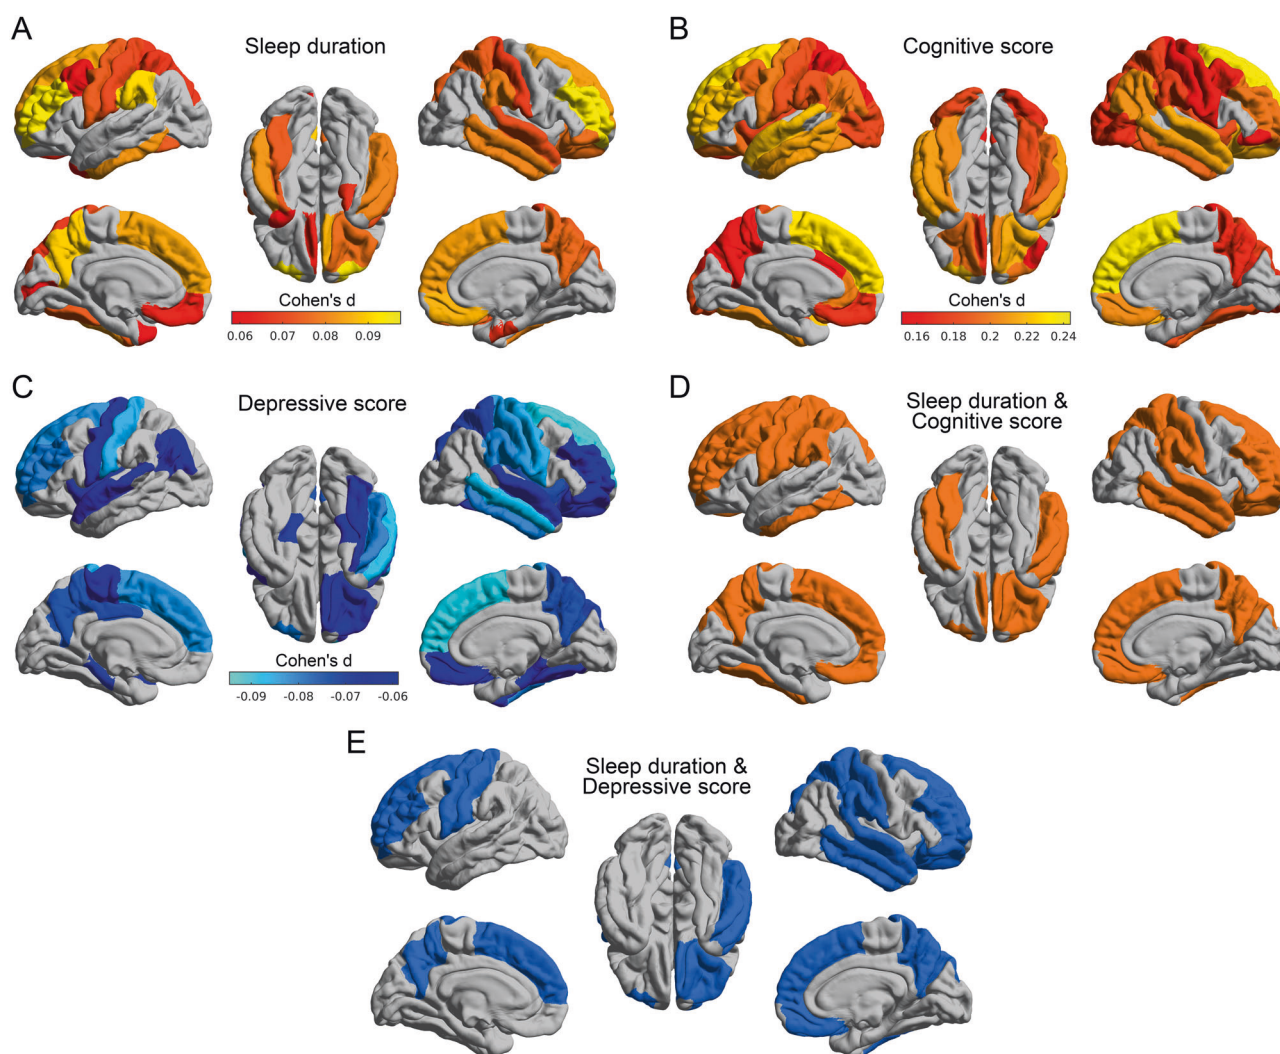 A
Sleep duration
B
Cognitive score
Cohen's d
0.06 0.07 0.08 0.09
Cohen's d
0.16 0.18 0.2 0.22 0.24
C
Depressive score
D
Sleep duration &
Cognitive score
Cohen's d
-0.09 -0.08 -0.07 -0.06
E
Sleep duration &
Depressive score